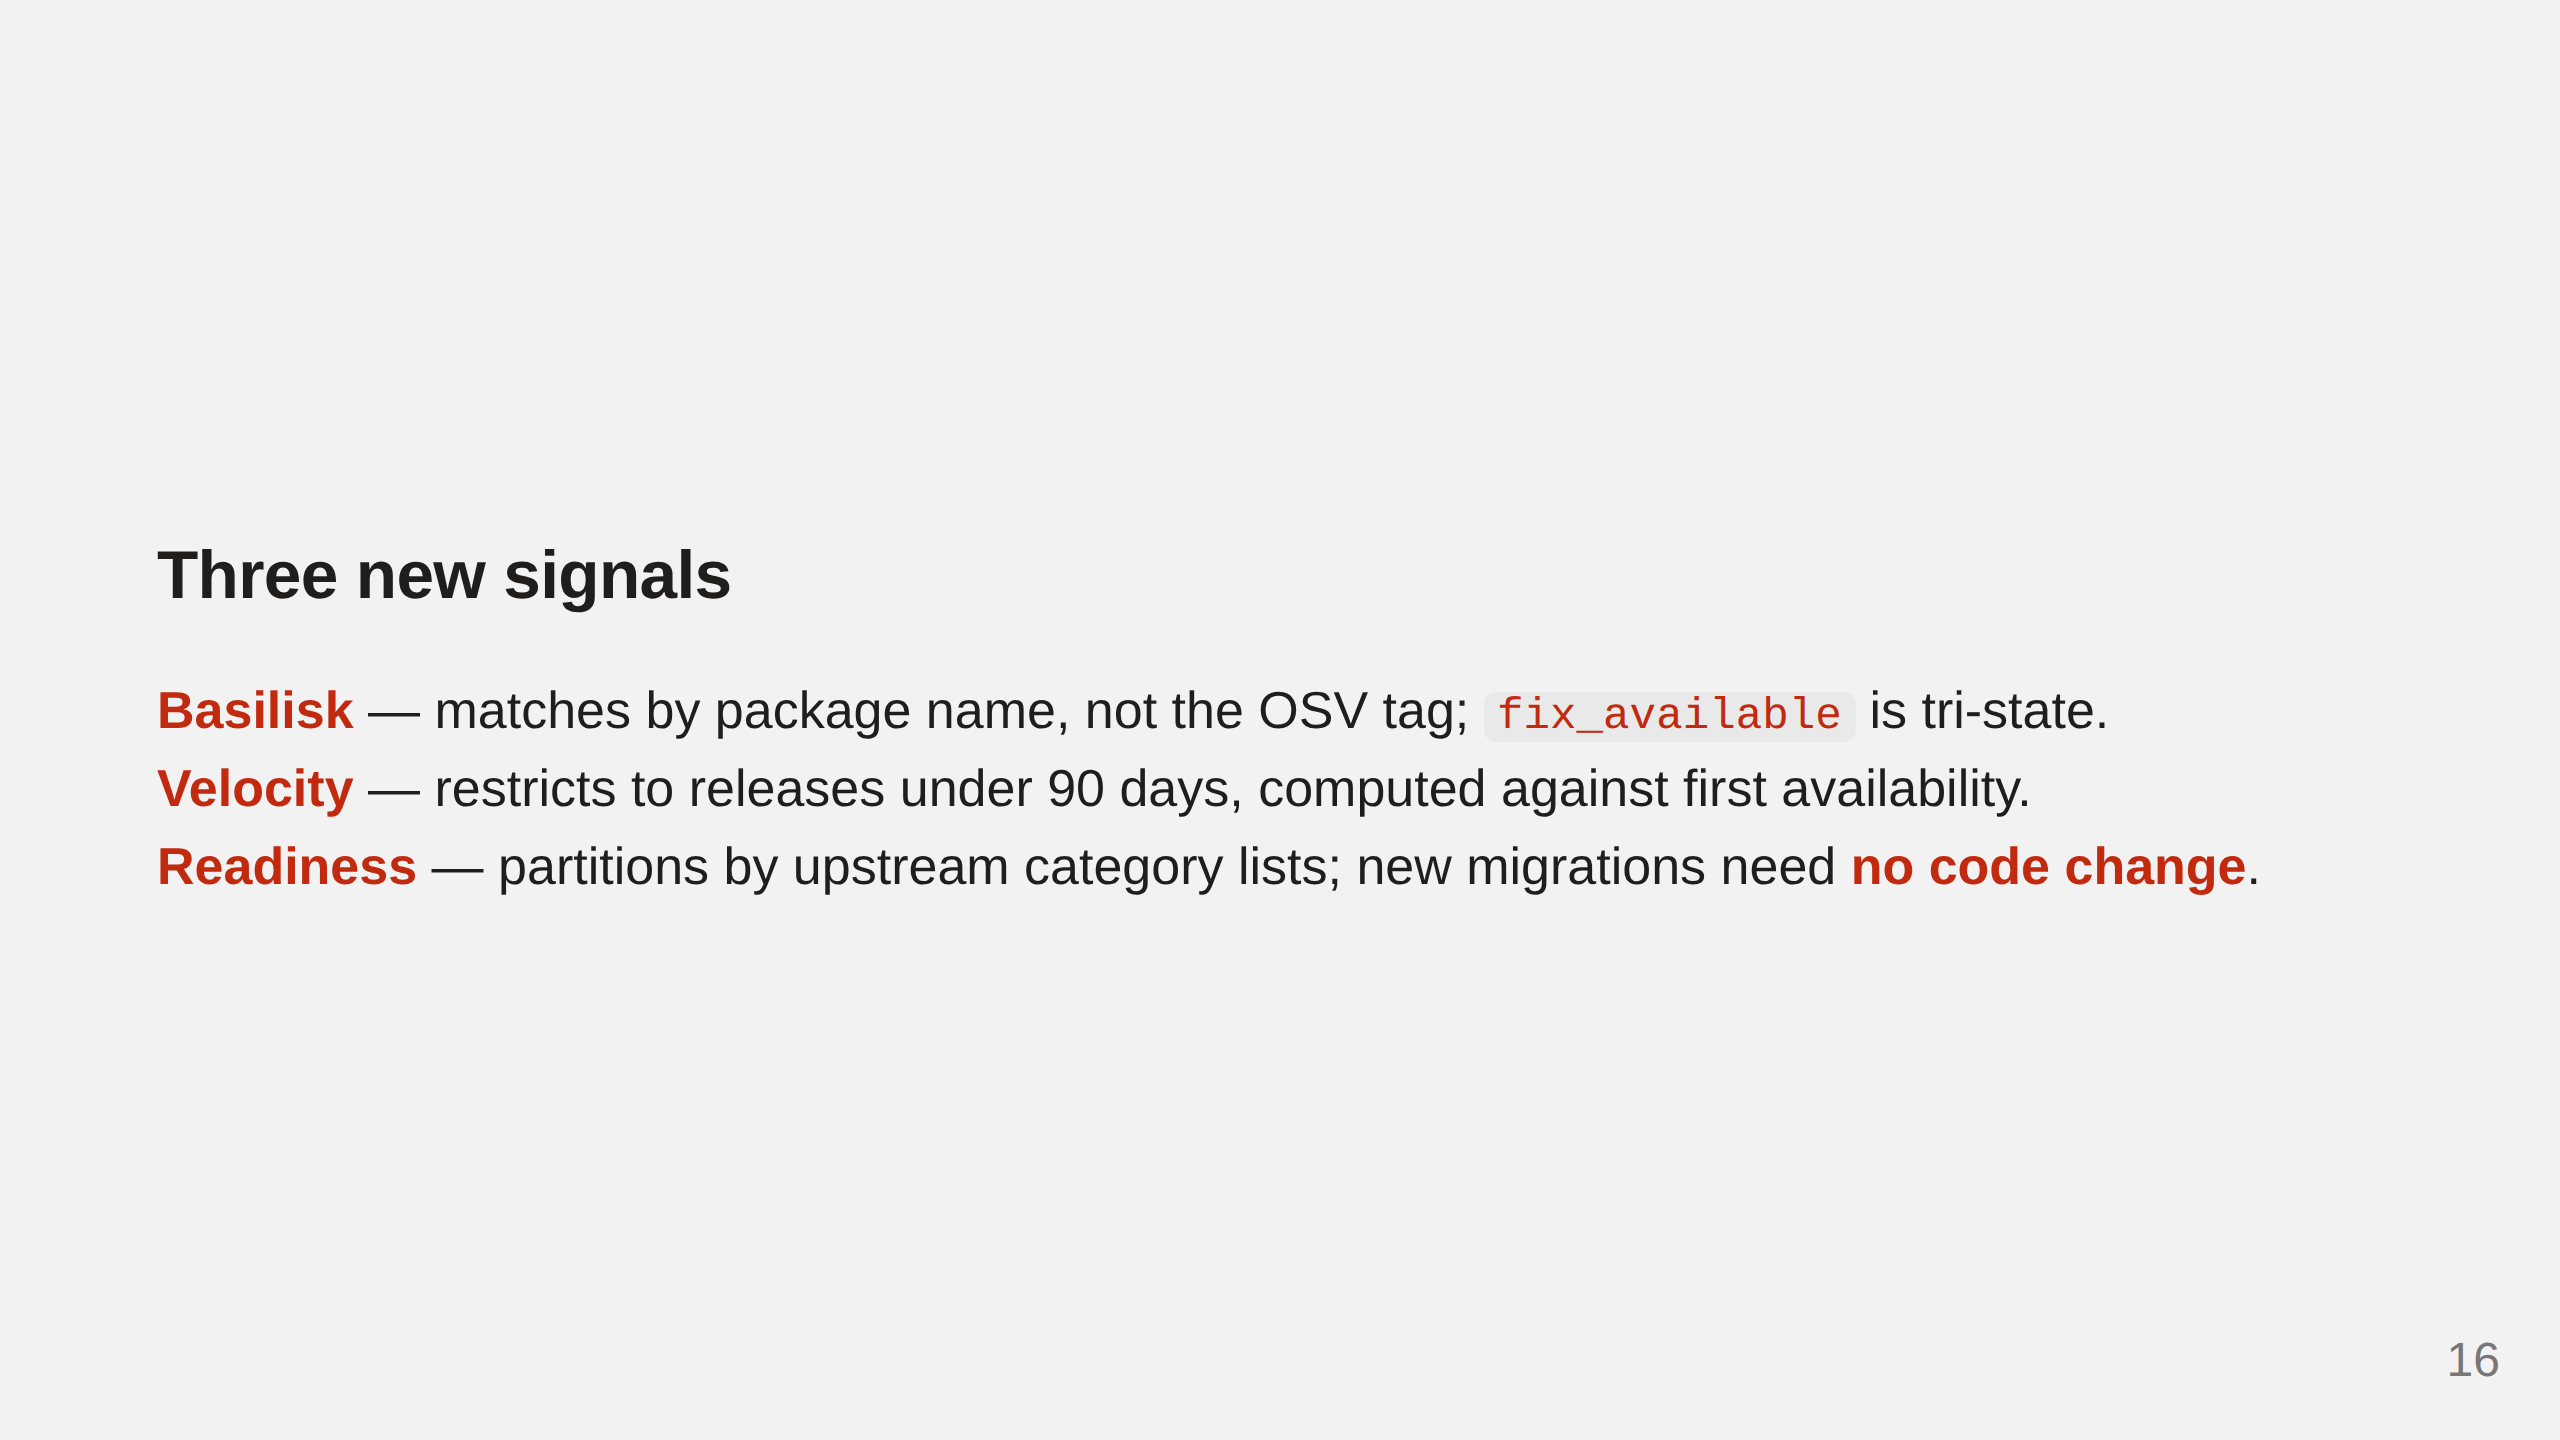 Three new signals
Basilisk — matches by package name, not the OSV tag; fix_available is tri-state.
Velocity — restricts to releases under 90 days, computed against first availability.
Readiness — partitions by upstream category lists; new migrations need no code change.
16